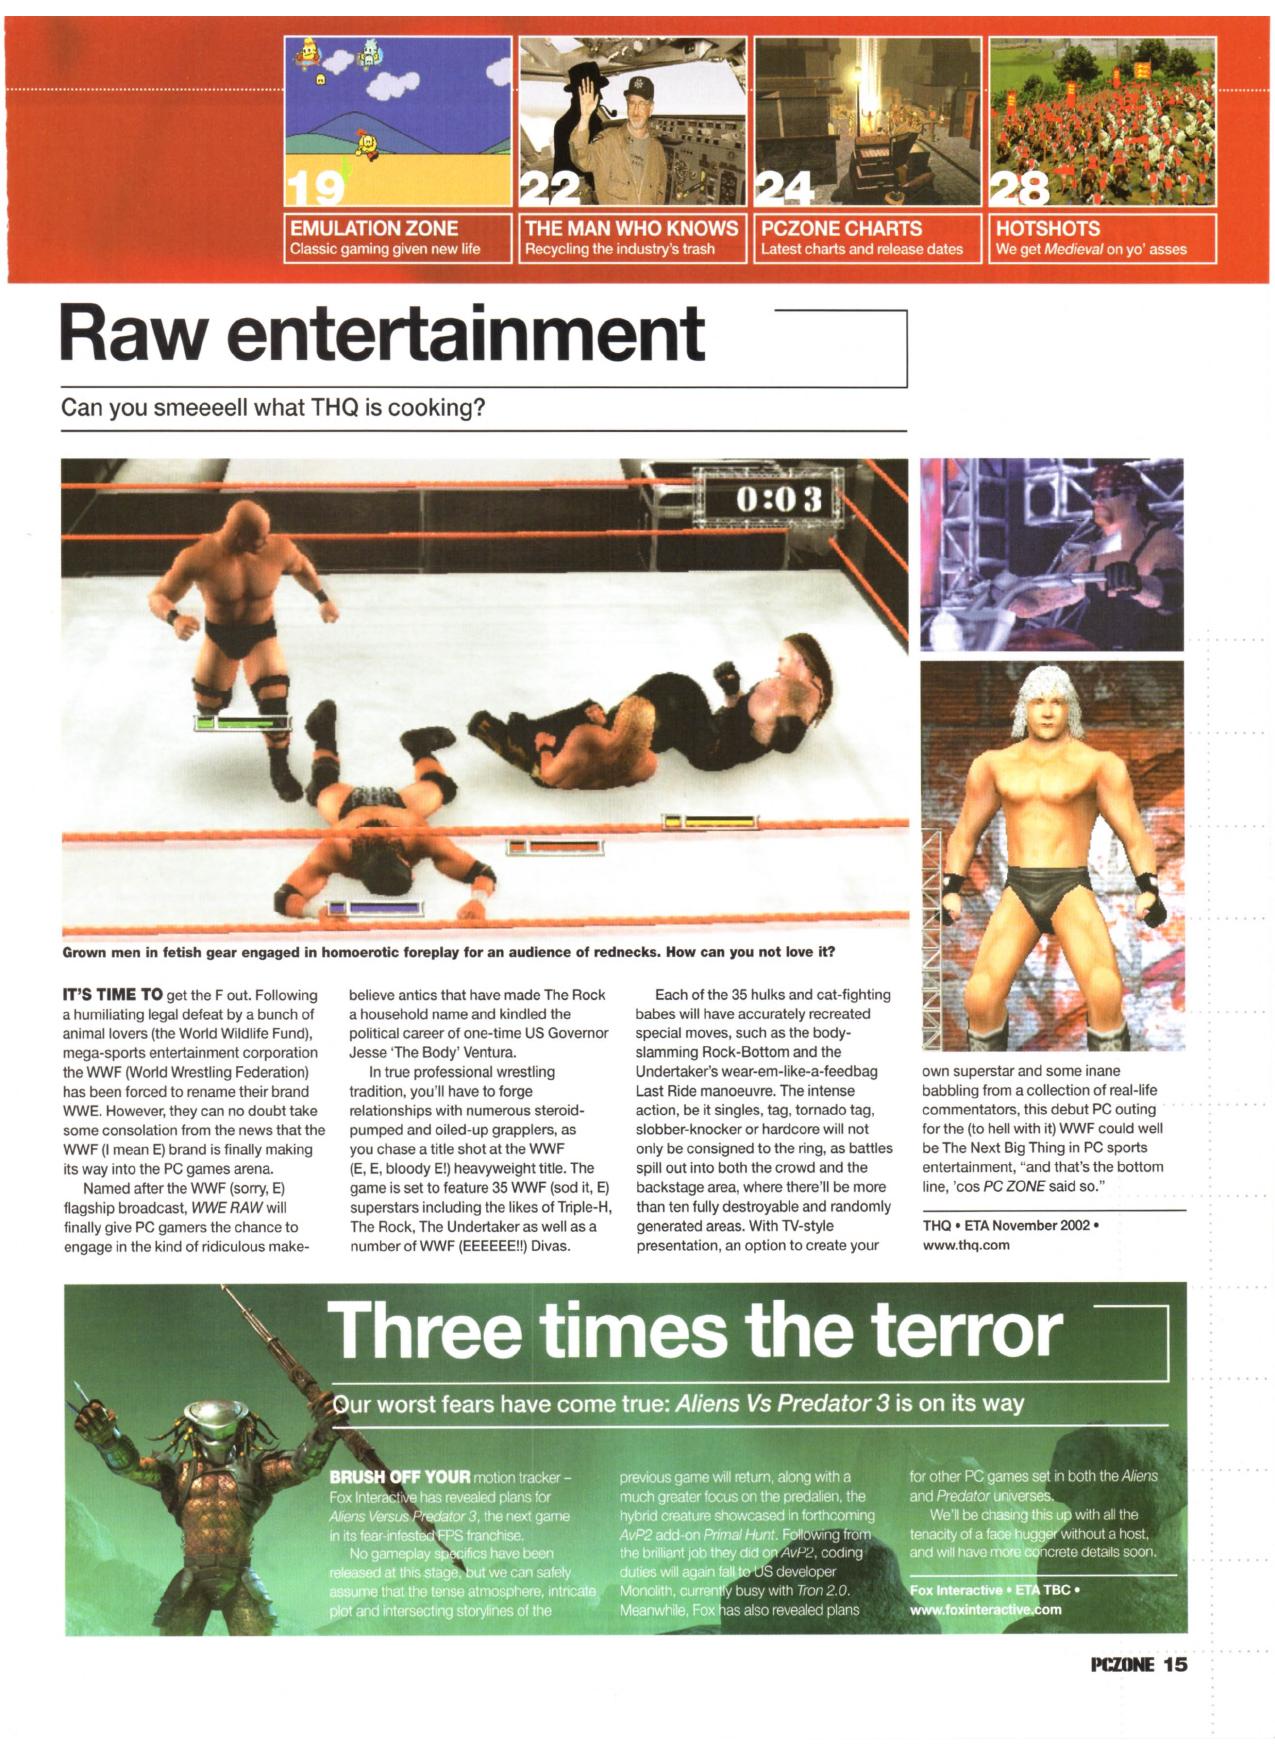 19
EMULATION ZONE
Classic gaming given new life
22
THE MAN WHO KNOWS
Recycling the industry's trash
24
PCZONE CHARTS
Latest charts and release dates
28
HOTSHOTS
We get Medieval on yo' asses
Raw entertainment
Can you smeeeell what THQ is cooking?
0:03
Grown men in fetish gear engaged in homoerotic foreplay for an audience of rednecks. How can you not love it?
IT'S TIME TO get the F out. Following
a humiliating legal defeat by a bunch of
animal lovers (the World Wildlife Fund),
mega-sports entertainment corporation
the WWF (World Wrestling Federation)
has been forced to rename their brand
WWE. However, they can no doubt take
some consolation from the news that the
WWF (I mean E) brand is finally making
its way into the PC games arena.
Named after the WWF (sorry, E)
flagship broadcast, WWE RAW will
finally give PC gamers the chance to
engage in the kind of ridiculous make-
believe antics that have made The Rock
a household name and kindled the
political career of one-time US Governor
Jesse 'The Body' Ventura.
In true professional wrestling
tradition, you'll have to forge
relationships with numerous steroid-
pumped and oiled-up grapplers, as
you chase a title shot at the WWF
(E, E, bloody E!) heavyweight title. The
game is set to feature 35 WWF (sod it, E)
superstars including the likes of Triple-H,
The Rock, The Undertaker as well as a
number of WWF (EEEEEE!!) Divas.
Each of the 35 hulks and cat-fighting
babes will have accurately recreated
special moves, such as the body-
slamming Rock-Bottom and the
Undertaker's wear-em-like-a-feedbag
Last Ride manoeuvre. The intense
action, be it singles, tag, tornado tag,
slobber-knocker or hardcore will not
only be consigned to the ring, as battles
spill out into both the crowd and the
backstage area, where there'll be more
than ten fully destroyable and randomly
generated areas. With TV-style
presentation, an option to create your
own superstar and some inane
babbling from a collection of real-life
commentators, this debut PC outing
for the (to hell with it) WWF could well
be The Next Big Thing in PC sports
entertainment, "and that's the bottom
line, 'cos PC ZONE said so."
THQ • ETA November 2002 •
www.thq.com
Three times the terror
Our worst fears have come true: Aliens Vs Predator 3 is on its way
BRUSH OFF YOUR motion tracker –
Fox Interactive has revealed plans for
Aliens Versus Predator 3, the next game
in its fear-infested FPS franchise.
No gameplay specifics have been
released at this stage, but we can safely
assume that the tense atmosphere, intricate
plot and intersecting storylines of the
previous game will return, along with a
much greater focus on the predalien, the
hybrid creature showcased in forthcoming
AvP2 add-on Primal Hunt. Following from
the brilliant job they did on AvP2, coding
duties will again fall to US developer
Monolith, currently busy with Tron 2.0.
Meanwhile, Fox has also revealed plans
for other PC games set in both the Aliens
and Predator universes.
We'll be chasing this up with all the
tenacity of a face hugger without a host,
and will have more concrete details soon.
Fox Interactive • ETA TBC •
www.foxinteractive.com
PCZONE 15